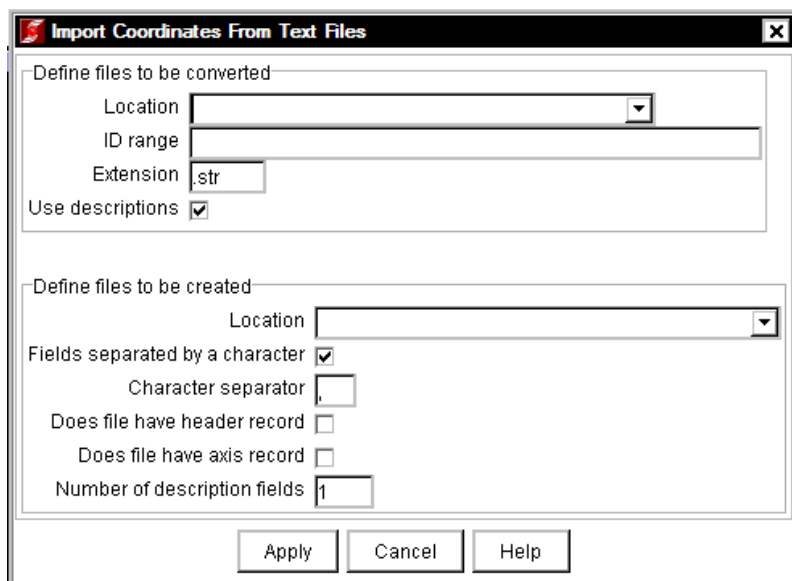 Import Coordinates From Text Files
Define files to be converted
Location
ID range
Extension .str
Use descriptions
Define files to be created
Location
Fields separated by a character
Character separator ,
Does file have header record
Does file have axis record
Number of description fields 1
Apply Cancel Help